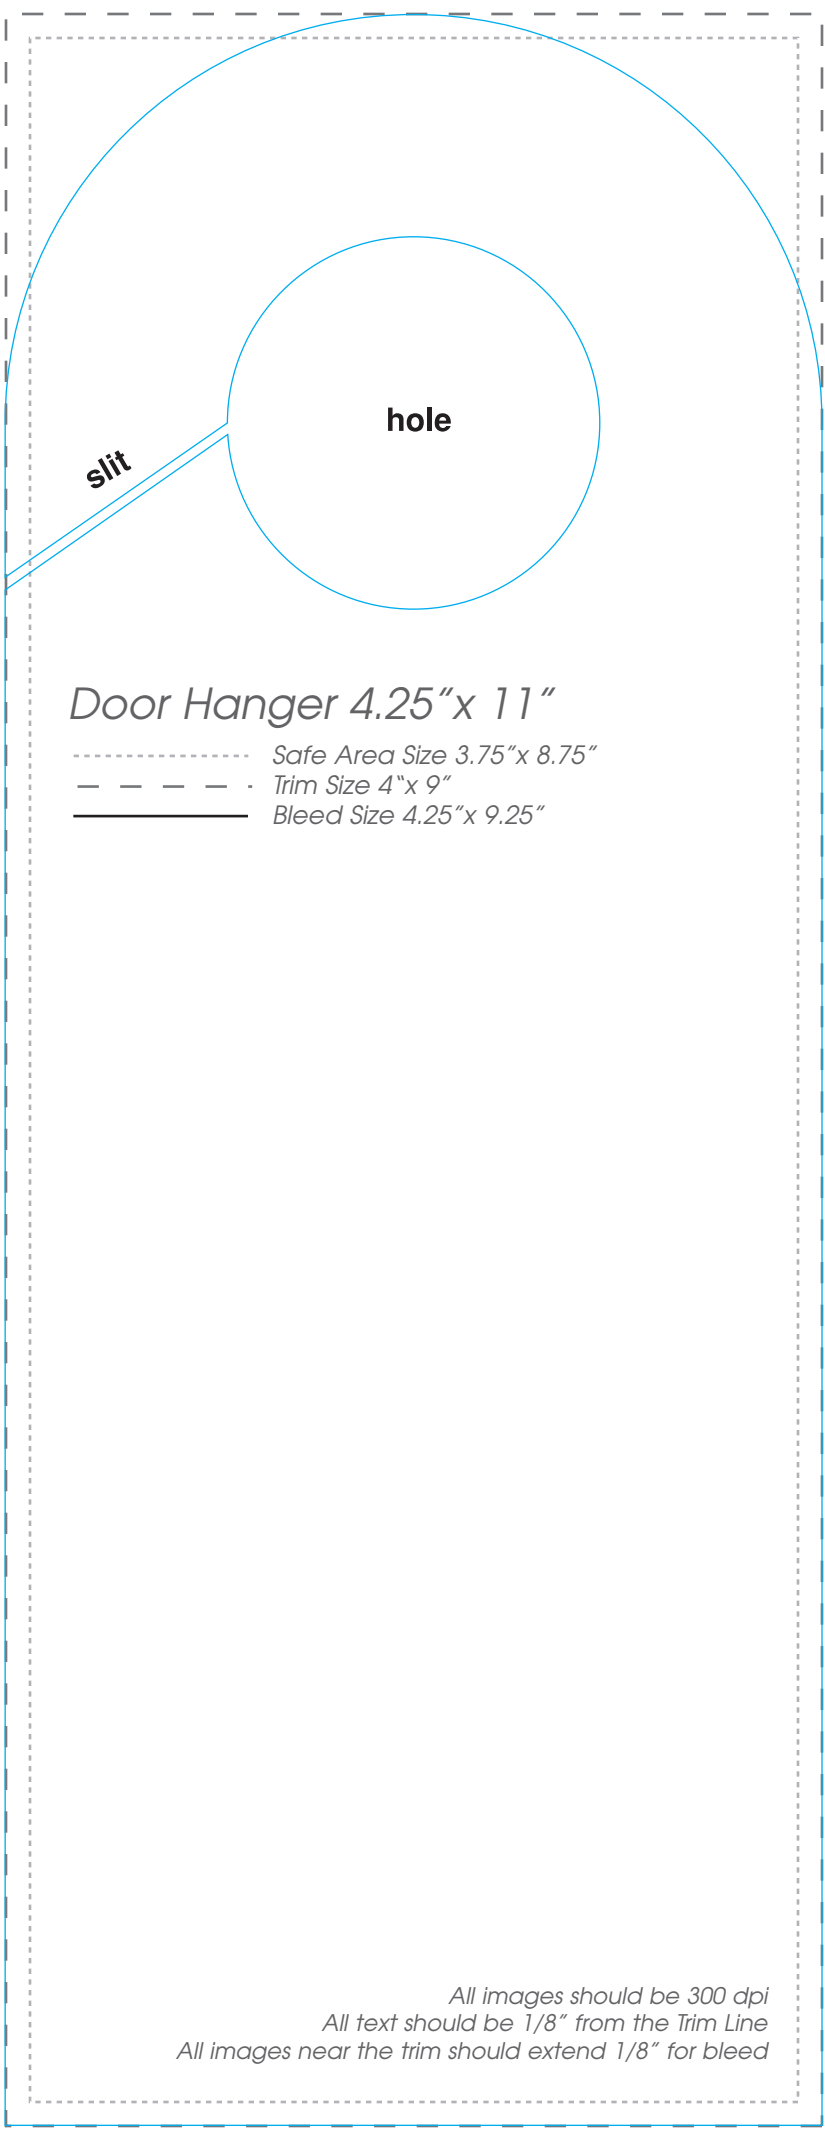 hole
slit
Door Hanger 4.25”x 11”
Safe Area Size 3.75”x 8.75”
Trim Size 4“x 9”
Bleed Size 4.25”x 9.25”
All images should be 300 dpi
All text should be 1/8” from the Trim Line
All images near the trim should extend 1/8” for bleed